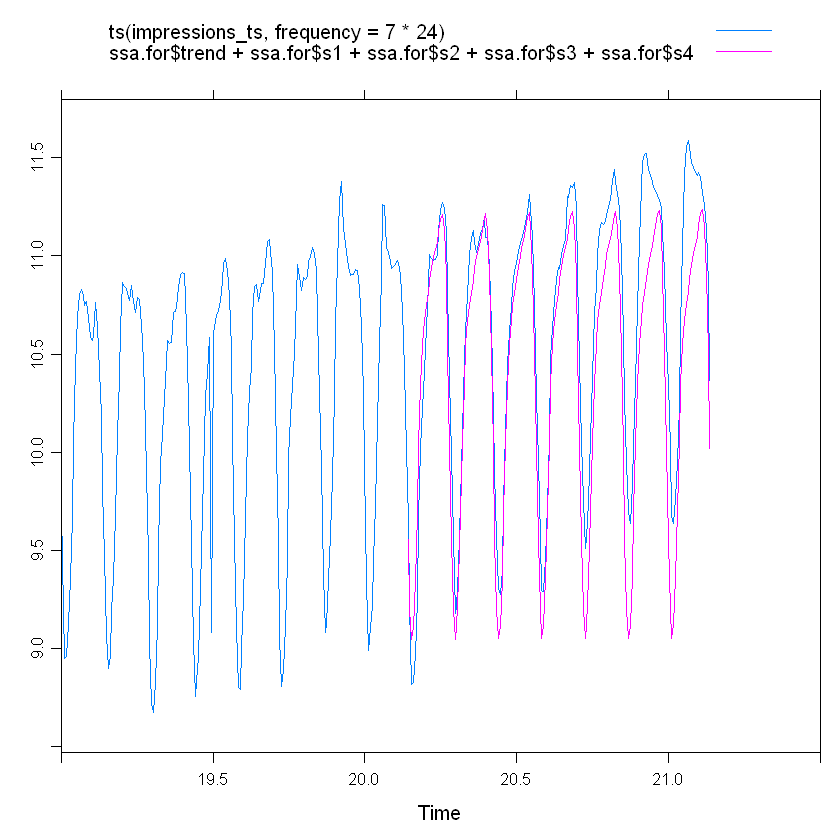 ts(impressions_ts, frequency = 7 * 24)
ssa.for$trend + ssa.for$s1 + ssa.for$s2 + ssa.for$s3 + ssa.for$s4
11.5
11.0
10.5
10.0
9.5
9.0
19.5 20.0 20.5 21.0
Time